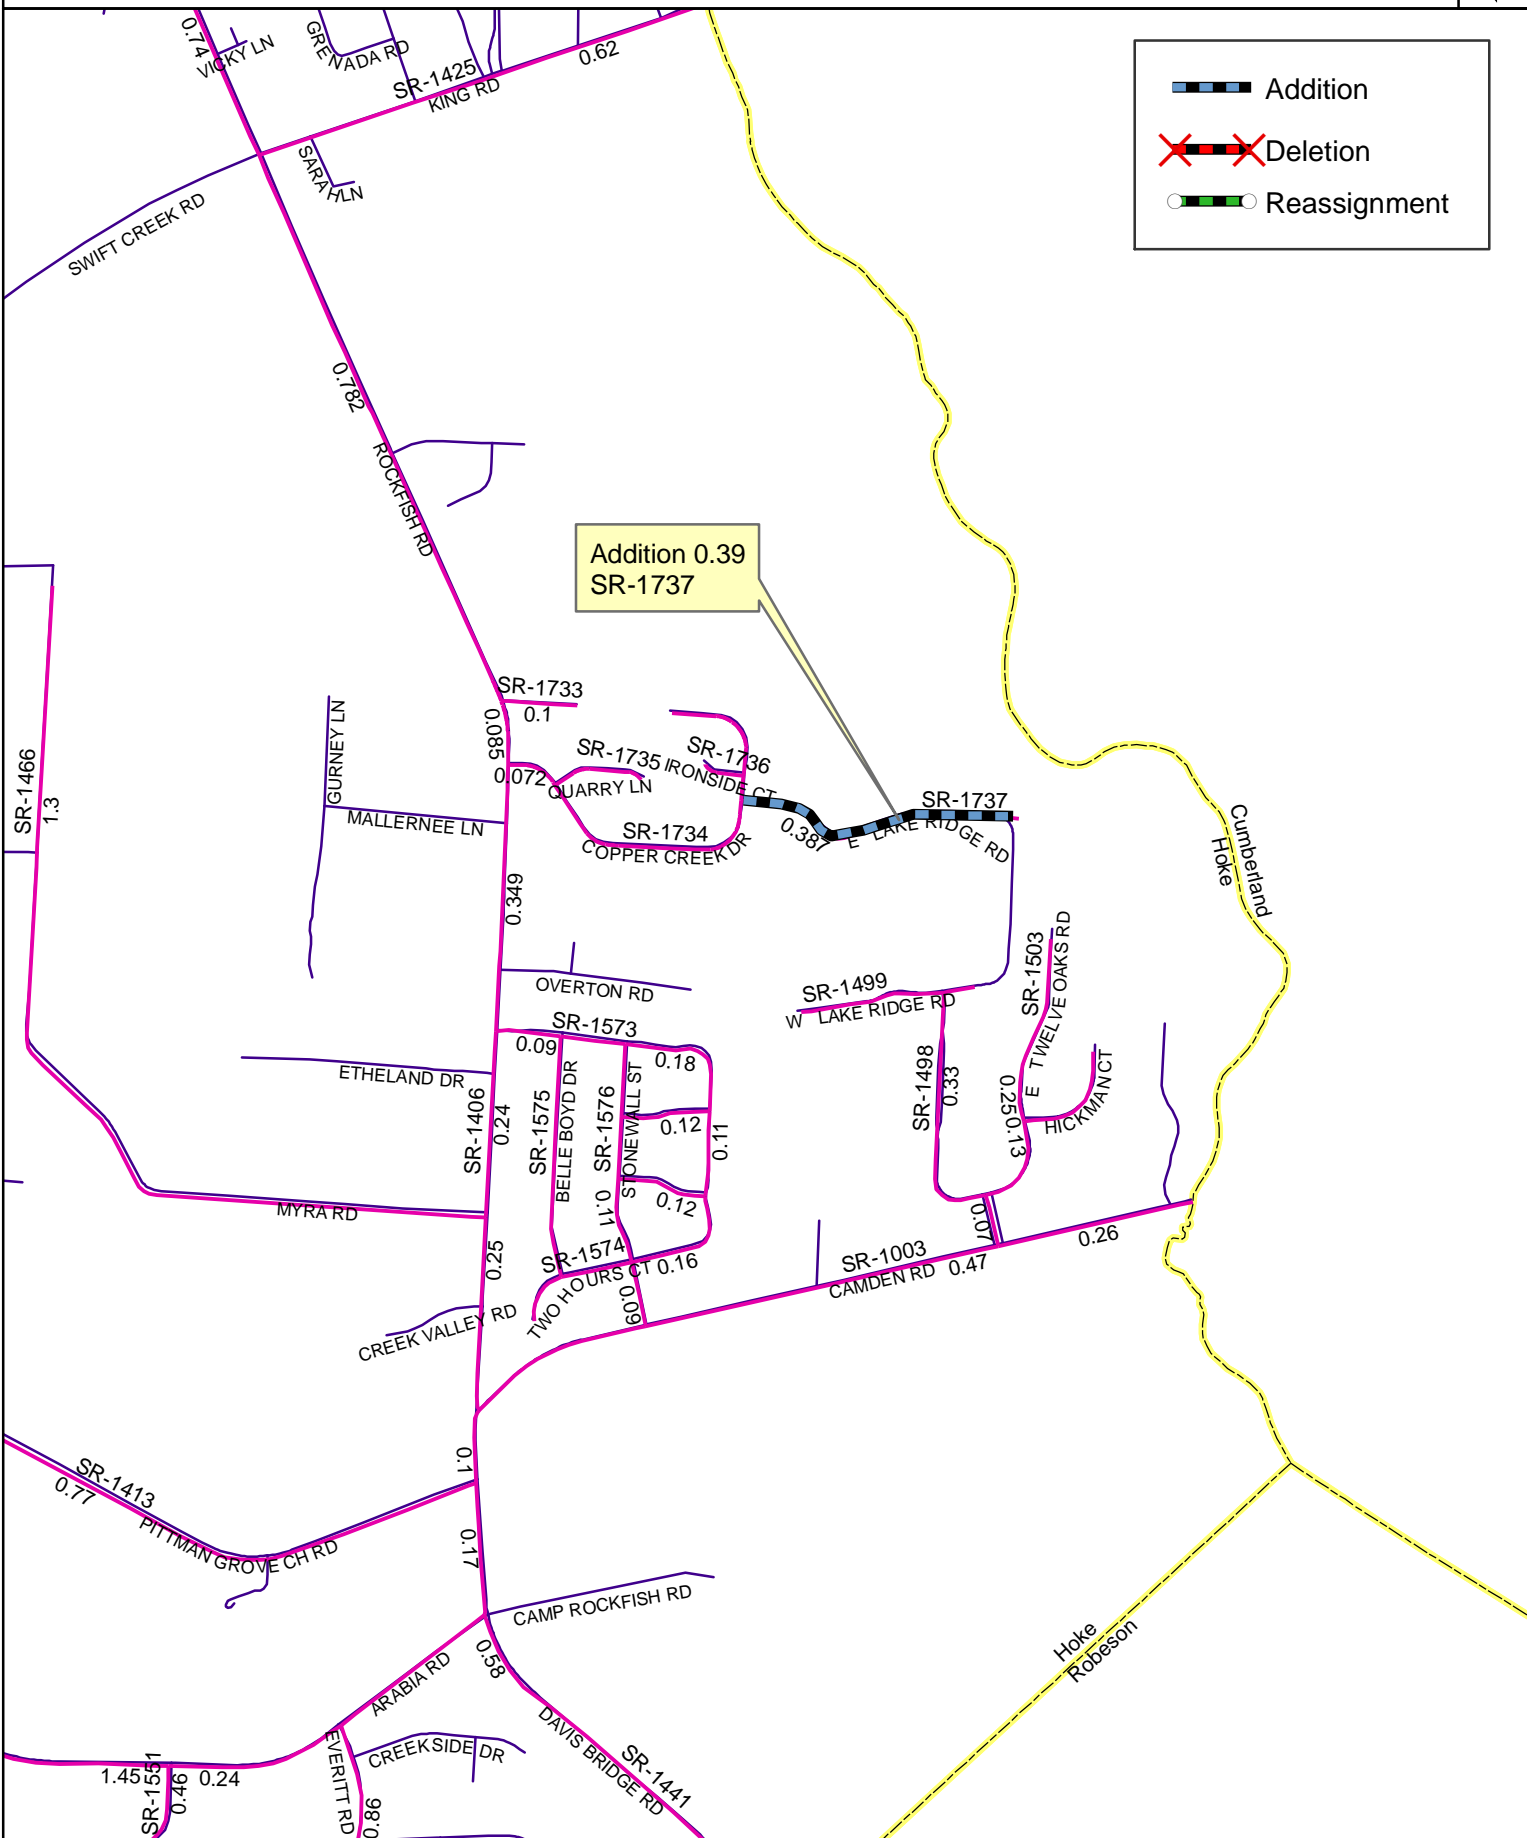 0.74
VICKY LN
GRENADA RD
SR-1425
KING RD
0.62
Addition
Deletion
Reassignment
SARAH LN
SWIFT CREEK RD
0.782
ROCKFISH RD
Addition 0.39
SR-1737
SR-1733
0.1
0.085
SR-1735
SR-1736
IRONSIDE CT
0.072
QUARRY LN
GURNEY LN
SR-1466
1.3
MALLERNEE LN
SR-1734
COPPER CREEK DR
0.387
SR-1737
E LAKE RIDGE RD
Cumberland
Hoke
0.349
OVERTON RD
SR-1499
W LAKE RIDGE RD
SR-1503
E TWELVE OAKS RD
SR-1573
0.09
0.18
ETHELAND DR
SR-1406
0.24
SR-1575
BELLE BOYD DR
SR-1576
STONEWALL ST
0.12
0.11
0.12
0.11
SR-1498
0.33
0.25
0.13
HICKMAN CT
MYRA RD
0.25
SR-1574
TWO HOURS CT
0.16
0.09
0.07
SR-1003
CAMDEN RD
0.47
0.26
CREEK VALLEY RD
SR-1413
0.77
PITTMAN GROVE CH RD
0.1
0.17
CAMP ROCKFISH RD
0.58
ARABIA RD
Hoke
Robeson
DAVIS BRIDGE RD
SR-1441
CREEKSIDE DR
EVERITT RD
0.86
1.45
SR-1551
0.46
0.24